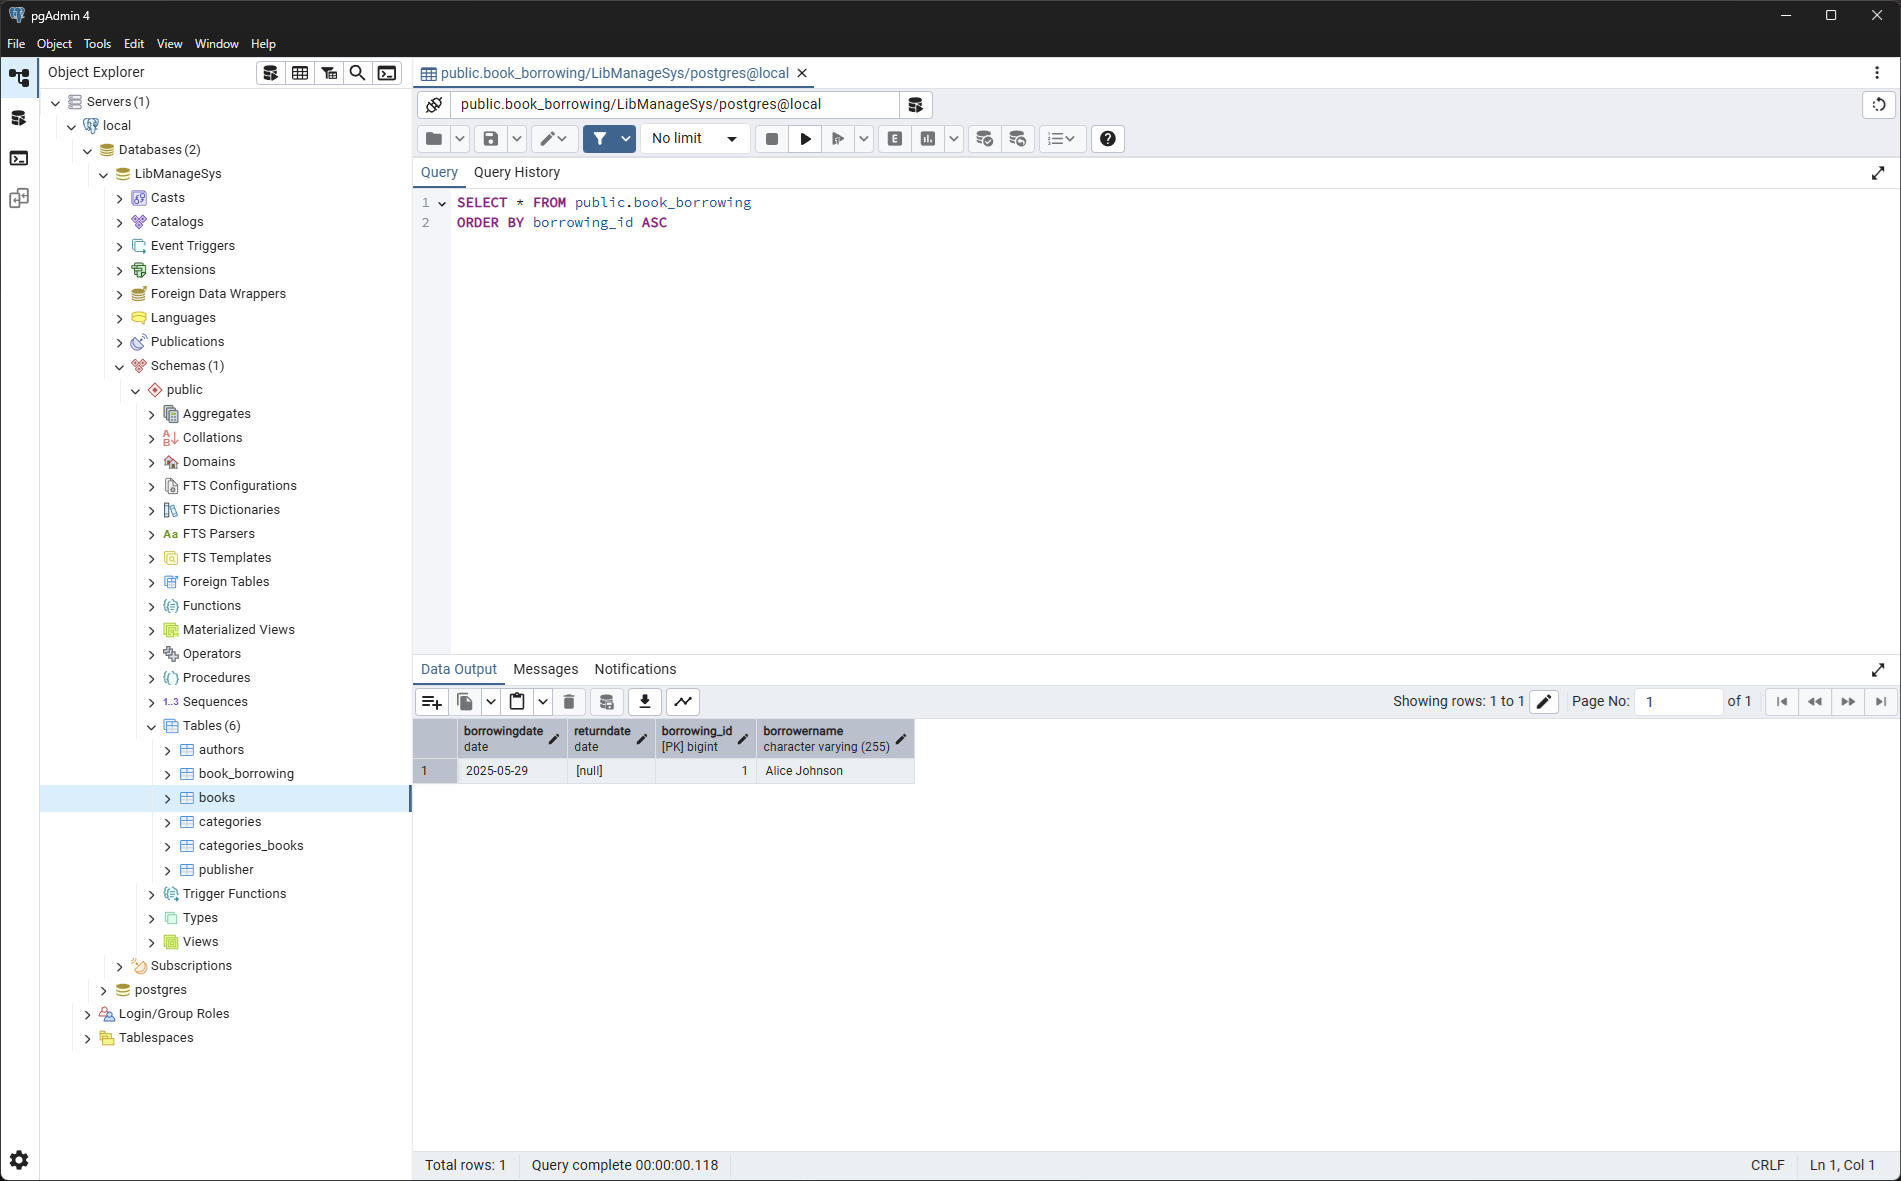 pgAdmin 4
File Object Tools Edit View Window Help
Object Explorer
Servers (1)
local
Databases (2)
LibManageSys
Casts
Catalogs
Event Triggers
Extensions
Foreign Data Wrappers
Languages
Publications
Schemas (1)
public
Aggregates
Collations
Domains
FTS Configurations
FTS Dictionaries
Aa FTS Parsers
FTS Templates
Foreign Tables
Functions
Materialized Views
Operators
Procedures
1..3 Sequences
Tables (6)
authors
book_borrowing
books
categories
categories_books
publisher
Trigger Functions
Types
Views
Subscriptions
postgres
Login/Group Roles
Tablespaces
public.book_borrowing/LibManageSys/postgres@local
public.book_borrowing/LibManageSys/postgres@local
No limit
E
Query Query History
1 SELECT * FROM public.book_borrowing
2 ORDER BY borrowing_id ASC
Data Output Messages Notifications
Showing rows: 1 to 1 Page No: 1 of 1
borrowingdate returndate borrowing_id borrowername
date date [PK] bigint character varying (255)
1 2025-05-29 [null] 1 Alice Johnson
Total rows: 1 Query complete 00:00:00.118 CRLF Ln 1, Col 1